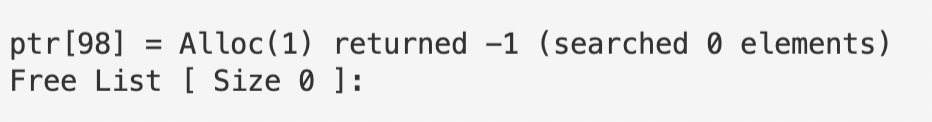 ptr[98] = Alloc(1) returned -1 (searched 0 elements)
Free List [ Size 0 ]: